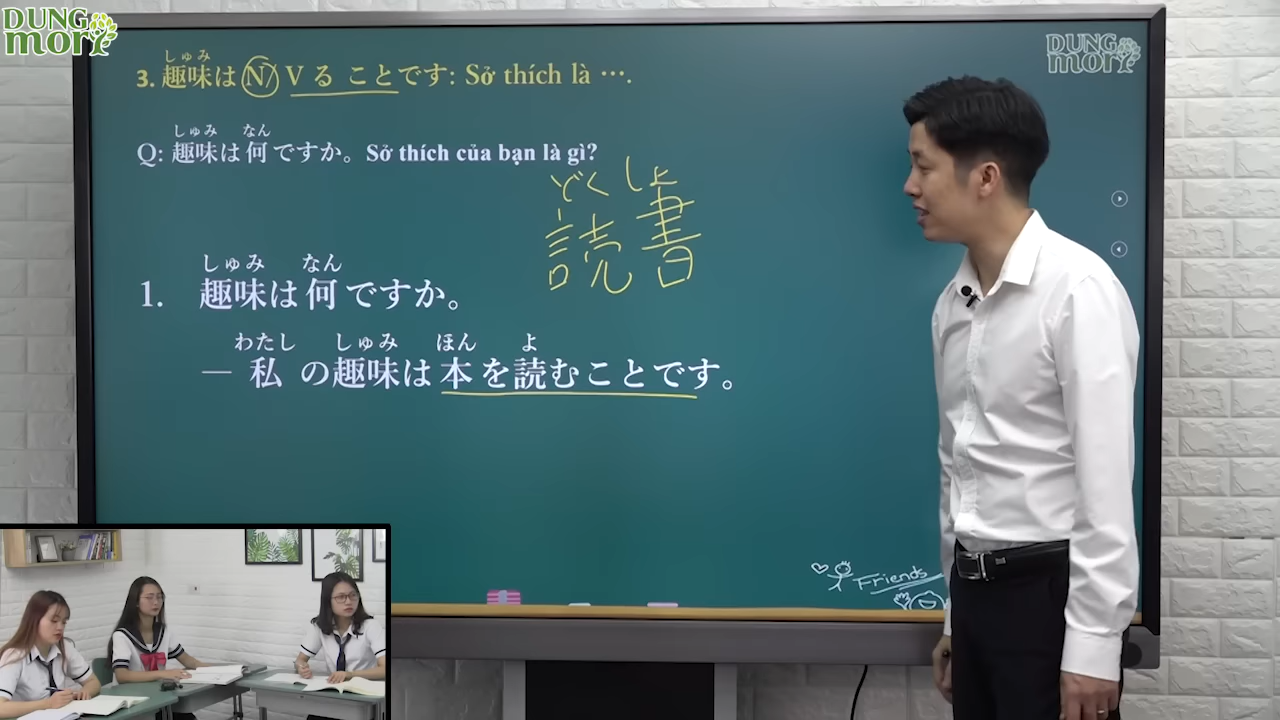 DUNG
mori
DUNG
mori
しゅみ
3. 趣味は N/ V る ことです: Sở thích là ….
しゅみ なん
Q: 趣味は 何 ですか。Sở thích của bạn là gì?
どくしょ
読書
しゅみ なん
1. 趣味は 何 ですか。
わたし しゅみ ほん よ
— 私 の趣味は 本 を読むことです。
Friends